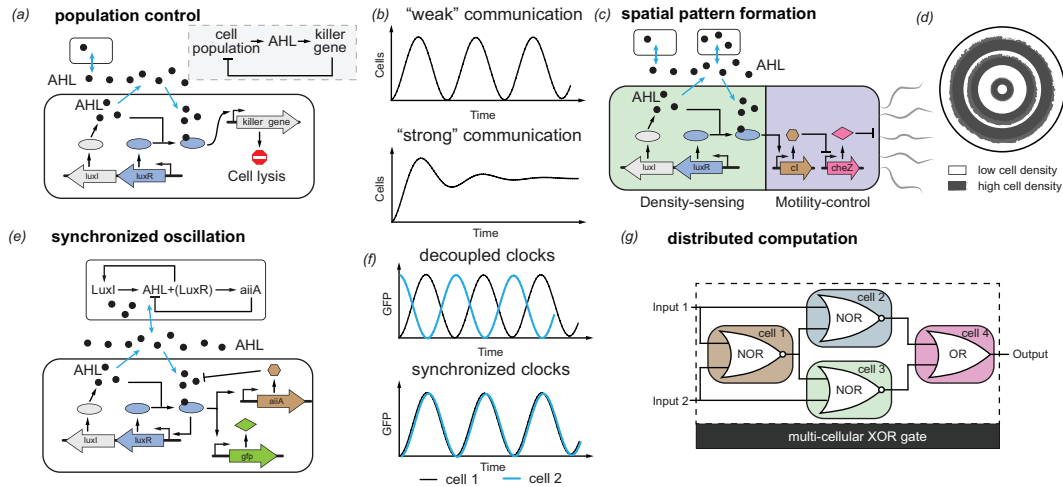 (a) population control
cell population
AHL
killer gene
AHL
AHL
killer gene
Cell lysis
luxI
luxR
(b) "weak" communication
Cells
Time
"strong" communication
Cells
Time
(c) spatial pattern formation
AHL
AHL
luxI
luxR
cI
cheZ
Density-sensing
Motility-control
(d)
low cell density
high cell density
(e) synchronized oscillation
LuxI
AHL+(LuxR)
aiiA
AHL
AHL
aiiA
luxI
luxR
gfp
(f) decoupled clocks
GFP
Time
synchronized clocks
GFP
Time
cell 1
cell 2
(g) distributed computation
Input 1
Input 2
cell 1
NOR
cell 2
NOR
cell 3
NOR
cell 4
OR
Output
multi-cellular XOR gate